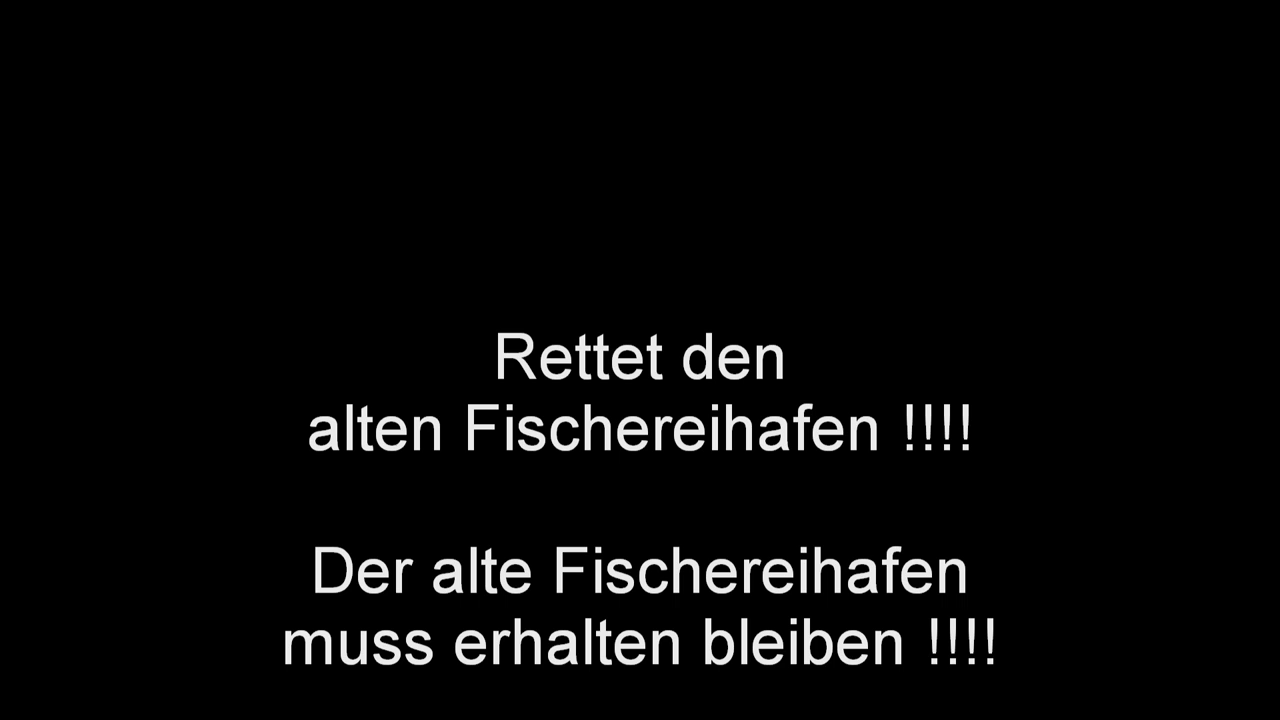 Rettet den
alten Fischereihafen !!!!
Der alte Fischereihafen
muss erhalten bleiben !!!!